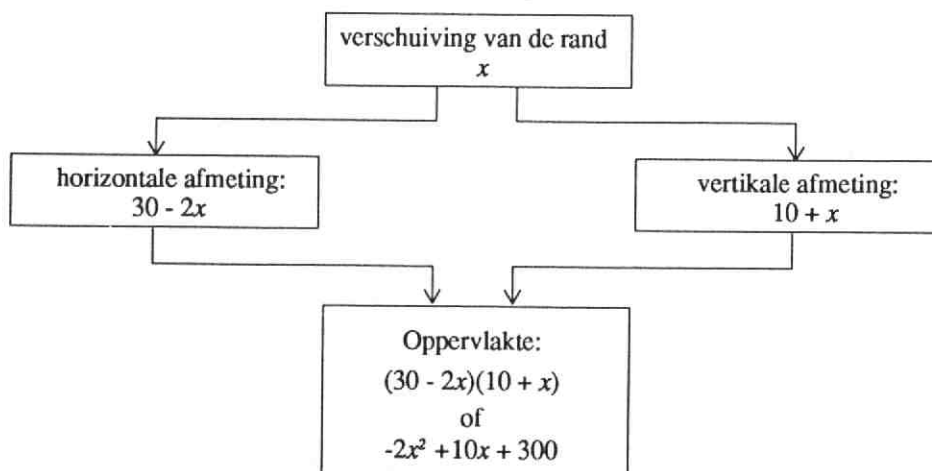 verschuiving van de rand
x
horizontale afmeting:
30 - 2x
vertikale afmeting:
10 + x
Oppervlakte:
(30 - 2x)(10 + x)
of
-2x² +10x + 300